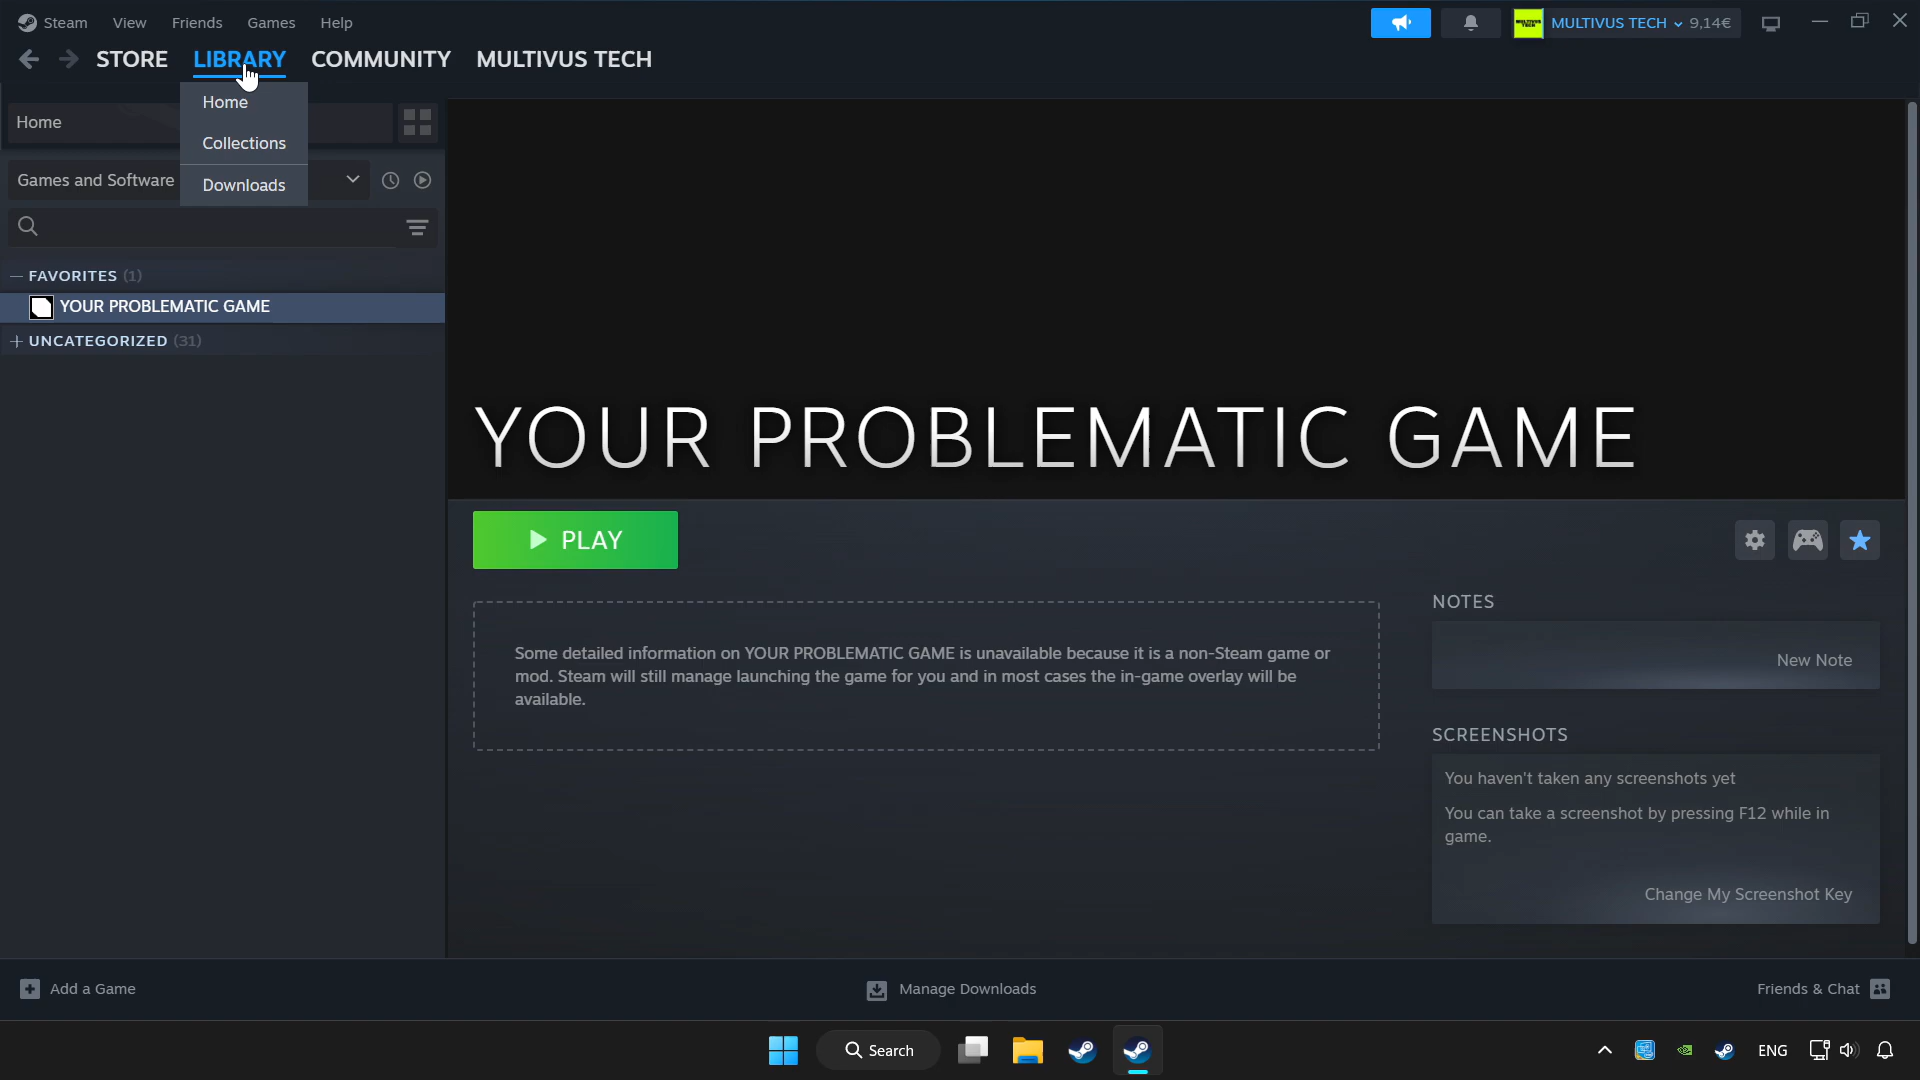 Steam View Friends Games Help
MULTIVUS TECH 9,14€
STORE LIBRARY COMMUNITY MULTIVUS TECH
Home
Collections
Downloads
Home
Games and Software
FAVORITES (1)
YOUR PROBLEMATIC GAME
UNCATEGORIZED (31)
YOUR PROBLEMATIC GAME
PLAY
Some detailed information on YOUR PROBLEMATIC GAME is unavailable because it is a non-Steam game or
mod. Steam will still manage launching the game for you and in most cases the in-game overlay will be
available.
NOTES
New Note
SCREENSHOTS
You haven't taken any screenshots yet
You can take a screenshot by pressing F12 while in
game.
Change My Screenshot Key
Add a Game
Manage Downloads
Friends & Chat
Search
ENG